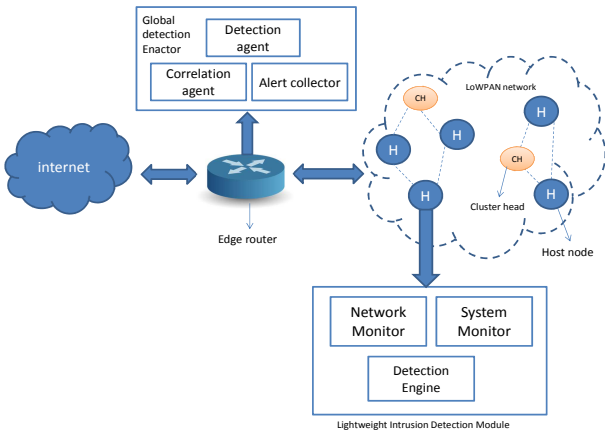 Global
detection
Enactor
Detection
agent
Correlation
agent
Alert collector
LoWPAN network
CH
H
H
H
H
CH
H
H
internet
Edge router
Cluster head
Host node
Network
Monitor
System
Monitor
Detection
Engine
Lightweight Intrusion Detection Module